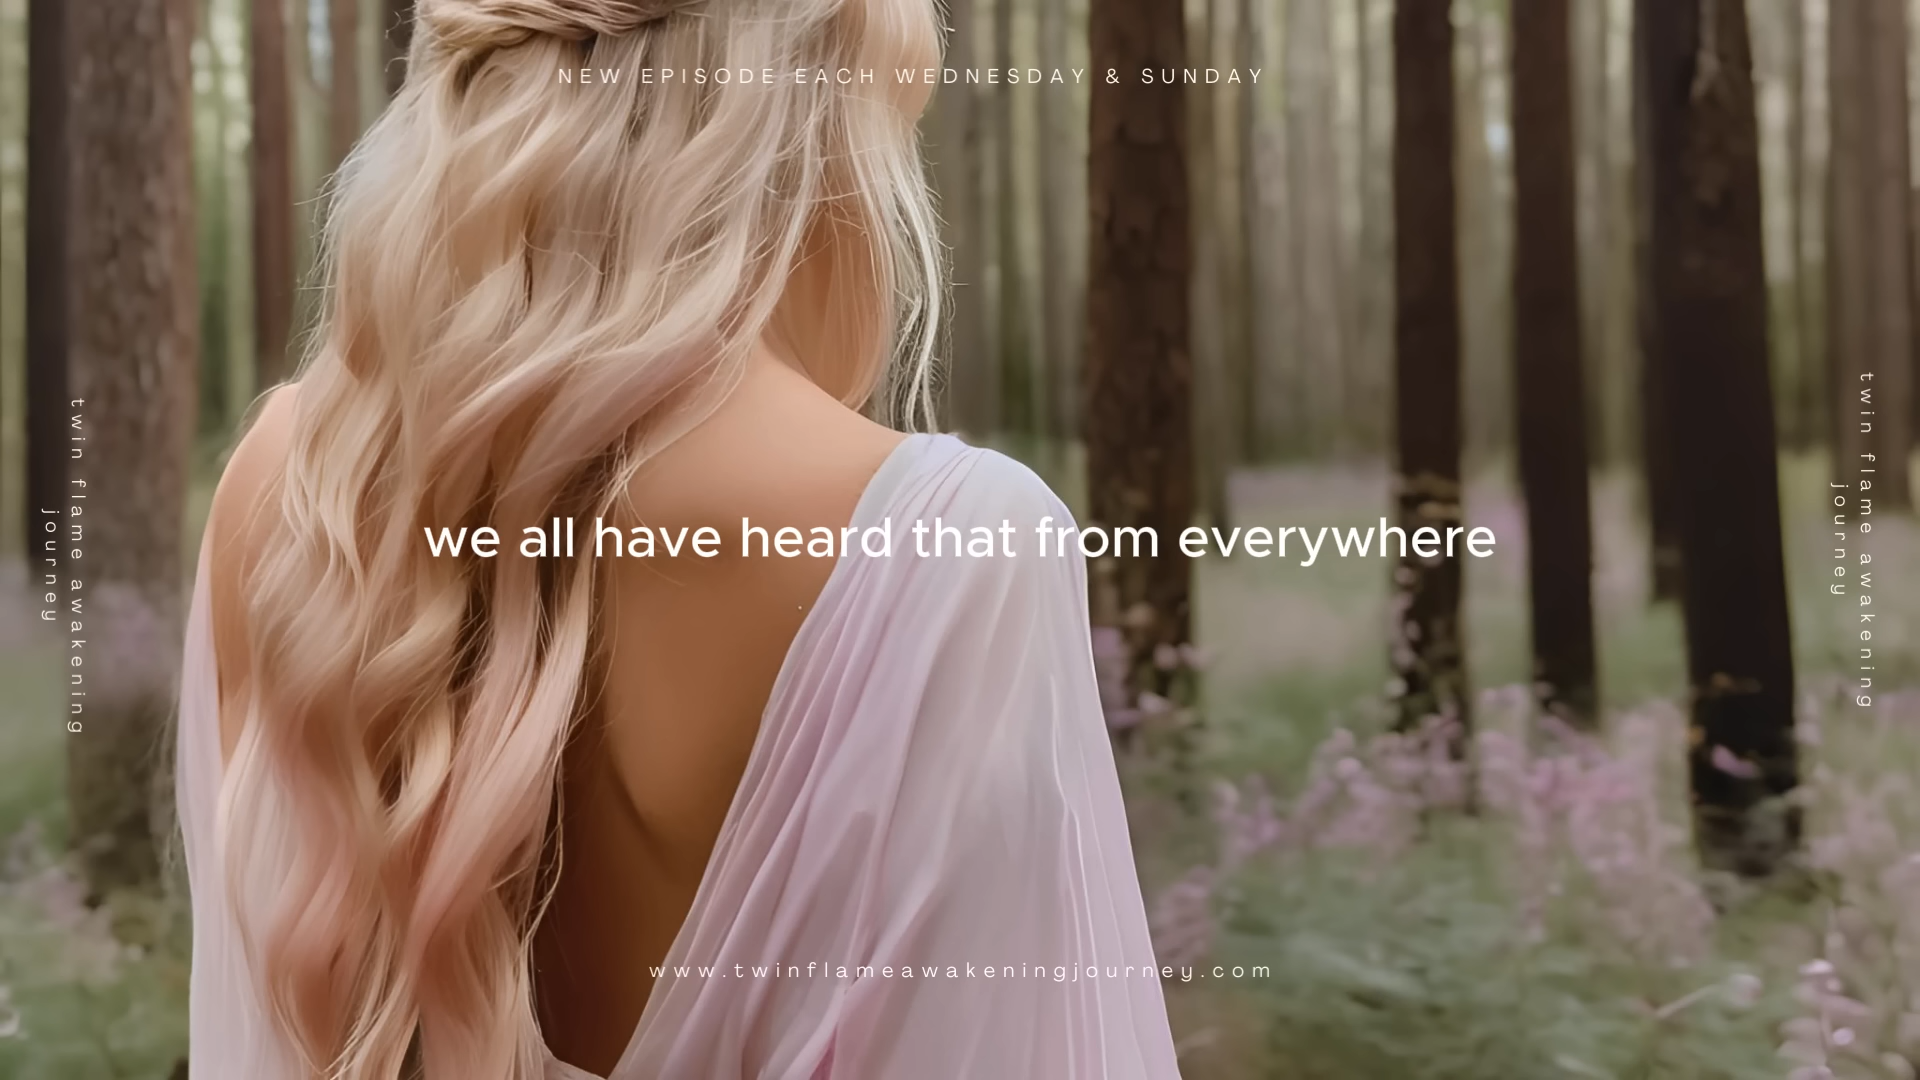 NEW EPISODE EACH WEDNESDAY & SUNDAY
twin flame awakening
journey
twin flame awakening
journey
we all have heard that from everywhere
www.twinflameawakeningjourney.com